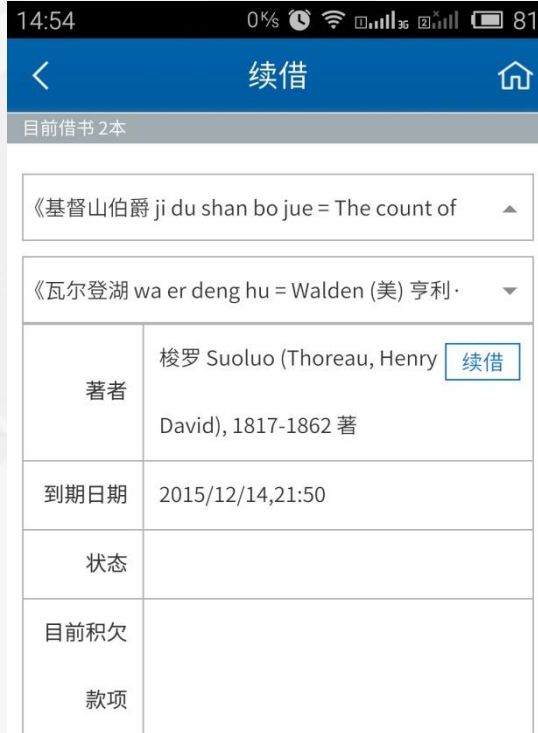 14:54 0K/s 1 3G 2 81
续借
目前借书 2本
《基督山伯爵 ji du shan bo jue = The count of
《瓦尔登湖 wa er deng hu = Walden (美) 亨利·
梭罗 Suoluo (Thoreau, Henry 续借
著者
David), 1817-1862 著
到期日期 2015/12/14,21:50
状态
目前积欠
款项